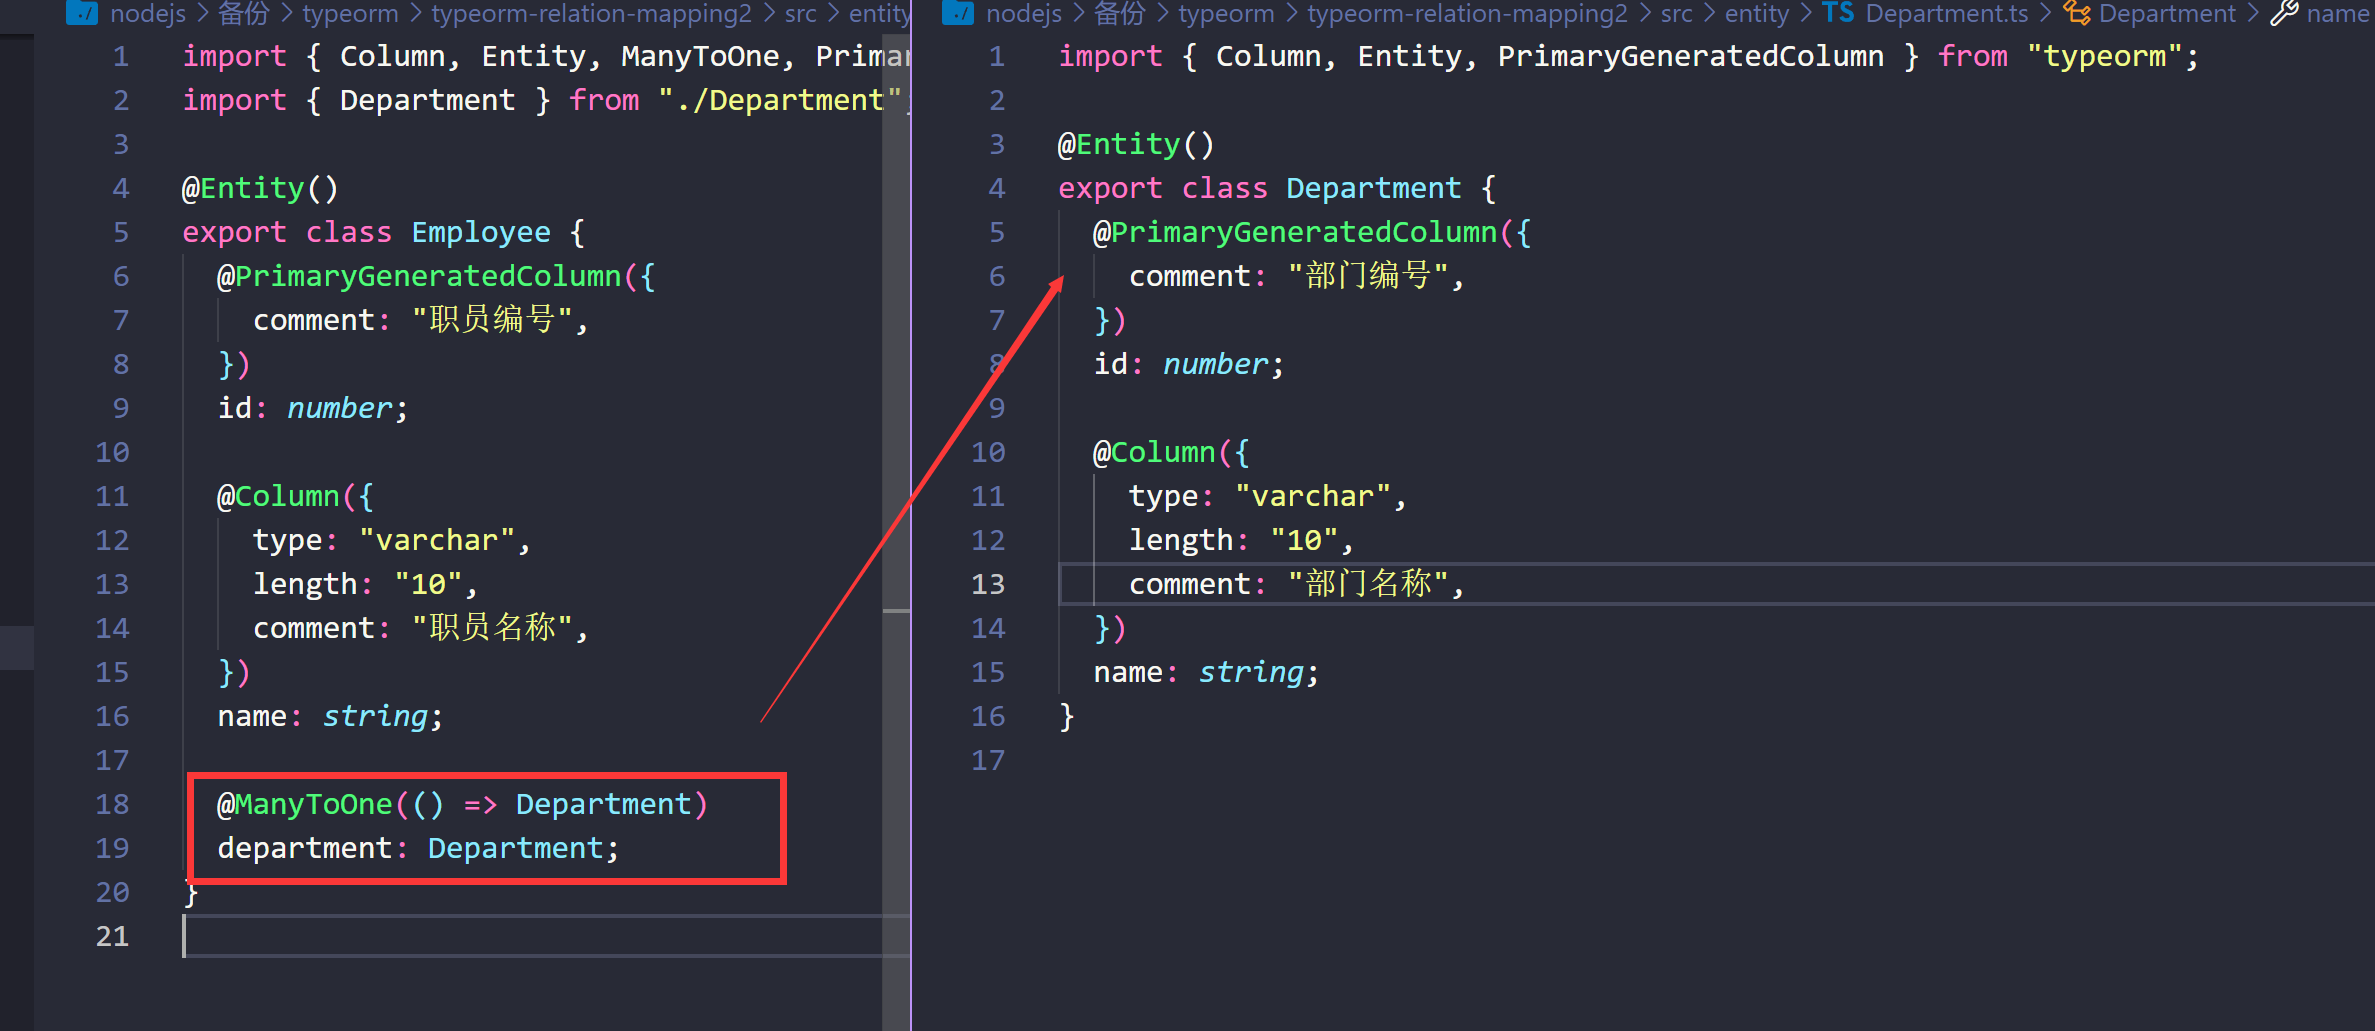 nodejs > 备份 > typeorm > typeorm-relation-mapping2 > src > entity
1 import { Column, Entity, ManyToOne,
2 import { Department } from "./Department"
3
4 @Entity()
5 export class Employee {
6 @PrimaryGeneratedColumn({
7 comment: "职员编号",
8 })
9 id: number;
10
11 @Column({
12 type: "varchar",
13 length: "10",
14 comment: "职员名称",
15 })
16 name: string;
17
18 @ManyToOne(() => Department)
19 department: Department;
20 }
21
nodejs > 备份 > typeorm > typeorm-relation-mapping2 > src > entity > TS Department.ts > Department > name
1 import { Column, Entity, PrimaryGeneratedColumn } from "typeorm";
2
3 @Entity()
4 export class Department {
5 @PrimaryGeneratedColumn({
6 comment: "部门编号",
7 })
8 id: number;
9
10 @Column({
11 type: "varchar",
12 length: "10",
13 comment: "部门名称",
14 })
15 name: string;
16 }
17